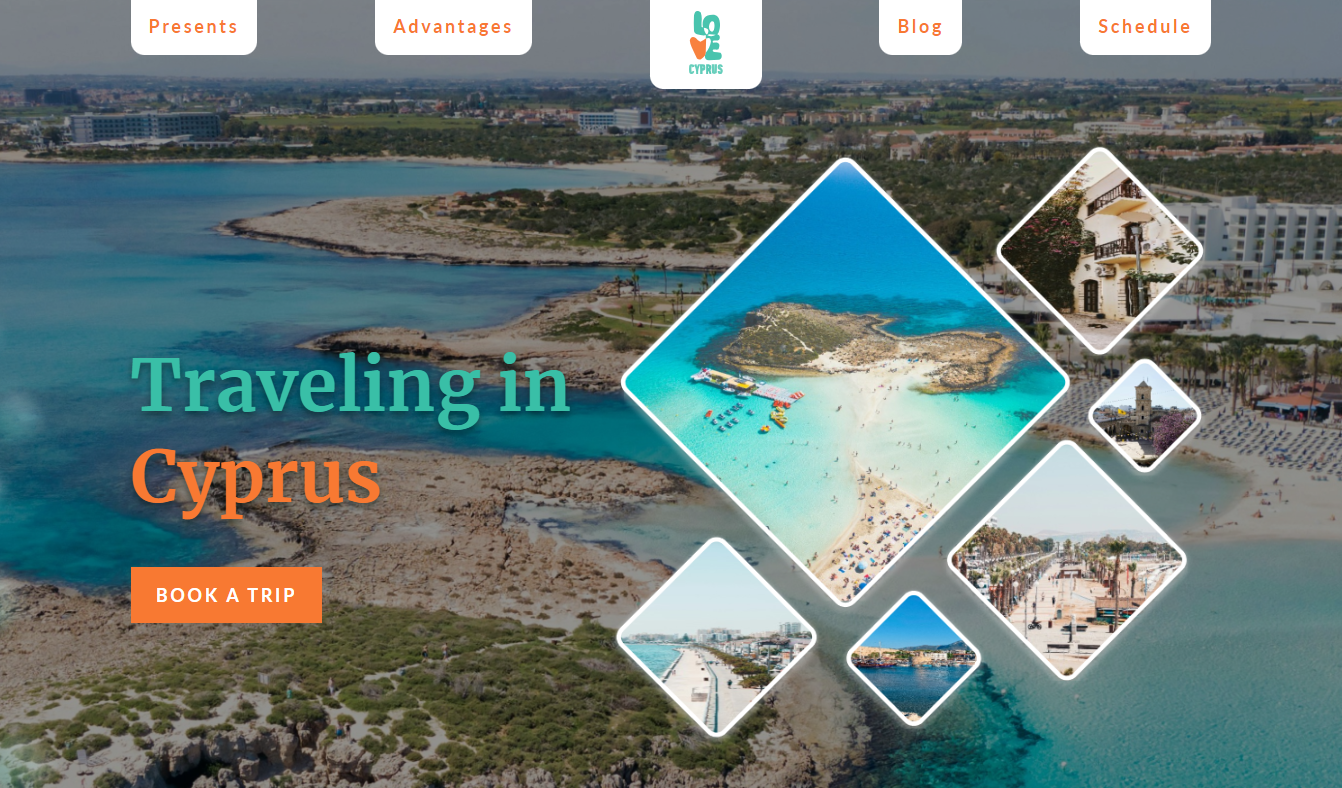 Presents
Advantages
LOVE
CYPRUS
Blog
Schedule
Traveling in
Cyprus
BOOK A TRIP